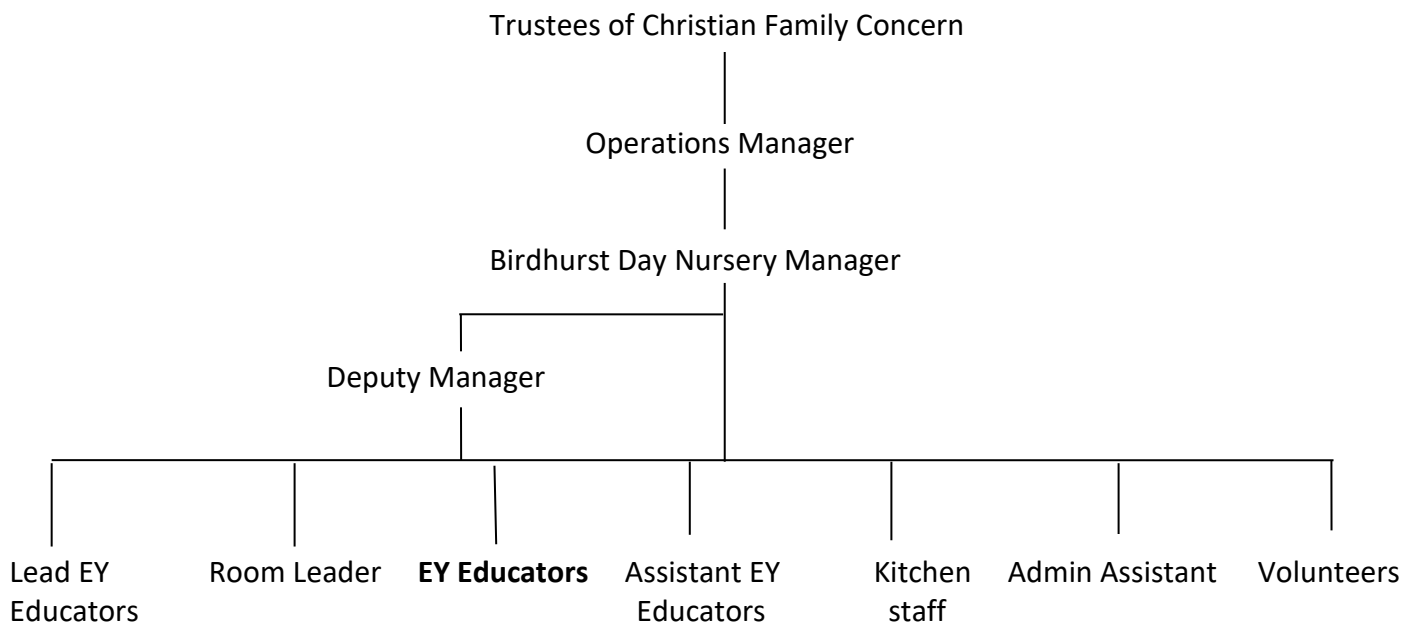 Trustees of Christian Family Concern
Operations Manager
Birdhurst Day Nursery Manager
Deputy Manager
Lead EY
Educators
Room Leader
EY Educators
Assistant EY
Educators
Kitchen
staff
Admin Assistant
Volunteers